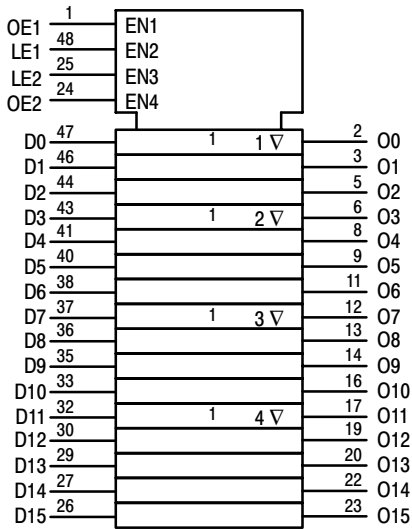 OE1 1 EN1
LE1 48 EN2
LE2 25 EN3
OE2 24 EN4
D0 47 1 1 ∇ 2 O0
D1 46 3 O1
D2 44 5 O2
D3 43 1 2 ∇ 6 O3
D4 41 8 O4
D5 40 9 O5
D6 38 11 O6
D7 37 1 3 ∇ 12 O7
D8 36 13 O8
D9 35 14 O9
D10 33 16 O10
D11 32 1 4 ∇ 17 O11
D12 30 19 O12
D13 29 20 O13
D14 27 22 O14
D15 26 23 O15